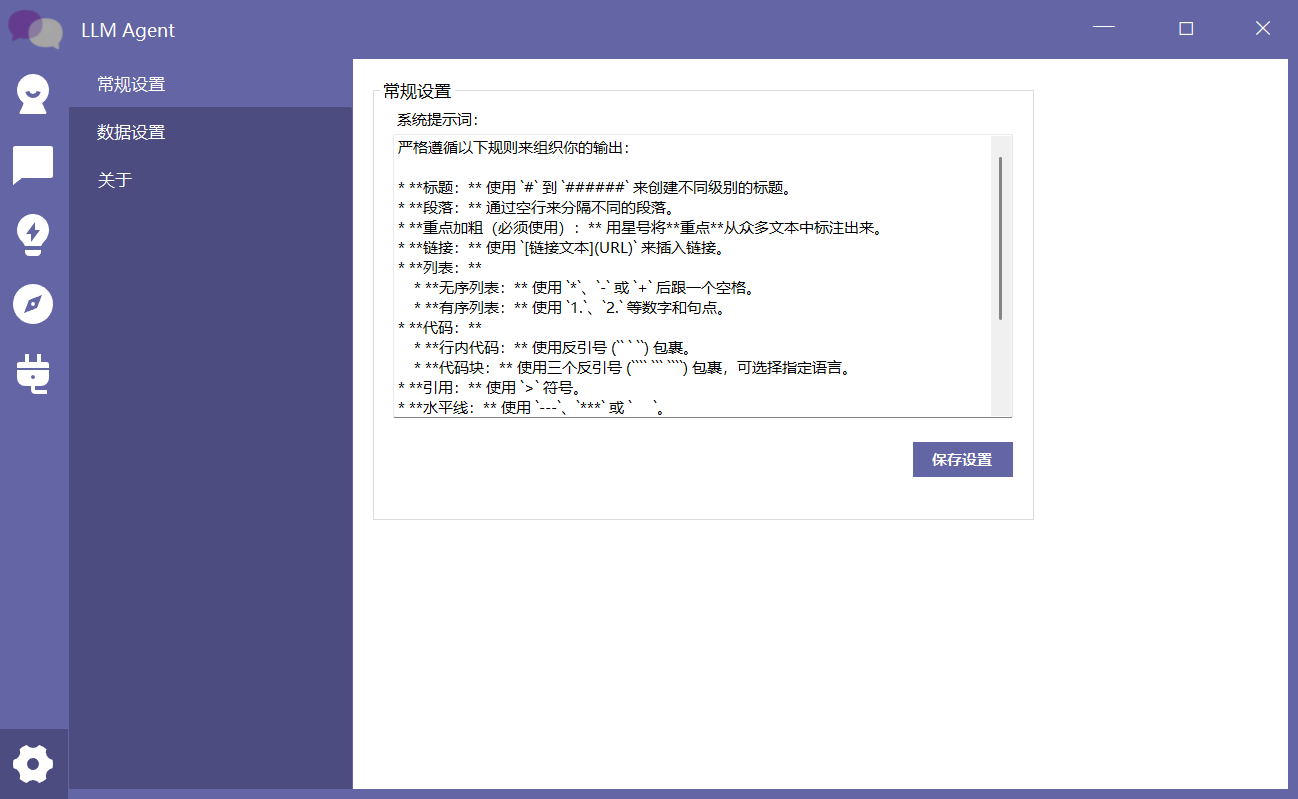 LLM Agent
常规设置
数据设置
关于
常规设置
系统提示词：
严格遵循以下规则来组织你的输出：
* **标题：** 使用 `#` 到 `######` 来创建不同级别的标题。
* **段落：** 通过空行来分隔不同的段落。
* **重点加粗（必须使用）：** 用星号将**重点**从众多文本中标注出来。
* **链接：** 使用 `[链接文本](URL)` 来插入链接。
* **列表：**
* **无序列表：** 使用 `*`、`-` 或 `+` 后跟一个空格。
* **有序列表：** 使用 `1.`、`2.` 等数字和句点。
* **代码：**
* **行内代码：** 使用反引号 (`` ` ``) 包裹。
* **代码块：** 使用三个反引号 (```` ``` ````) 包裹，可选择指定语言。
* **引用：** 使用 `>` 符号。
* **水平线：** 使用 `---`、`***` 或 `   `。
保存设置